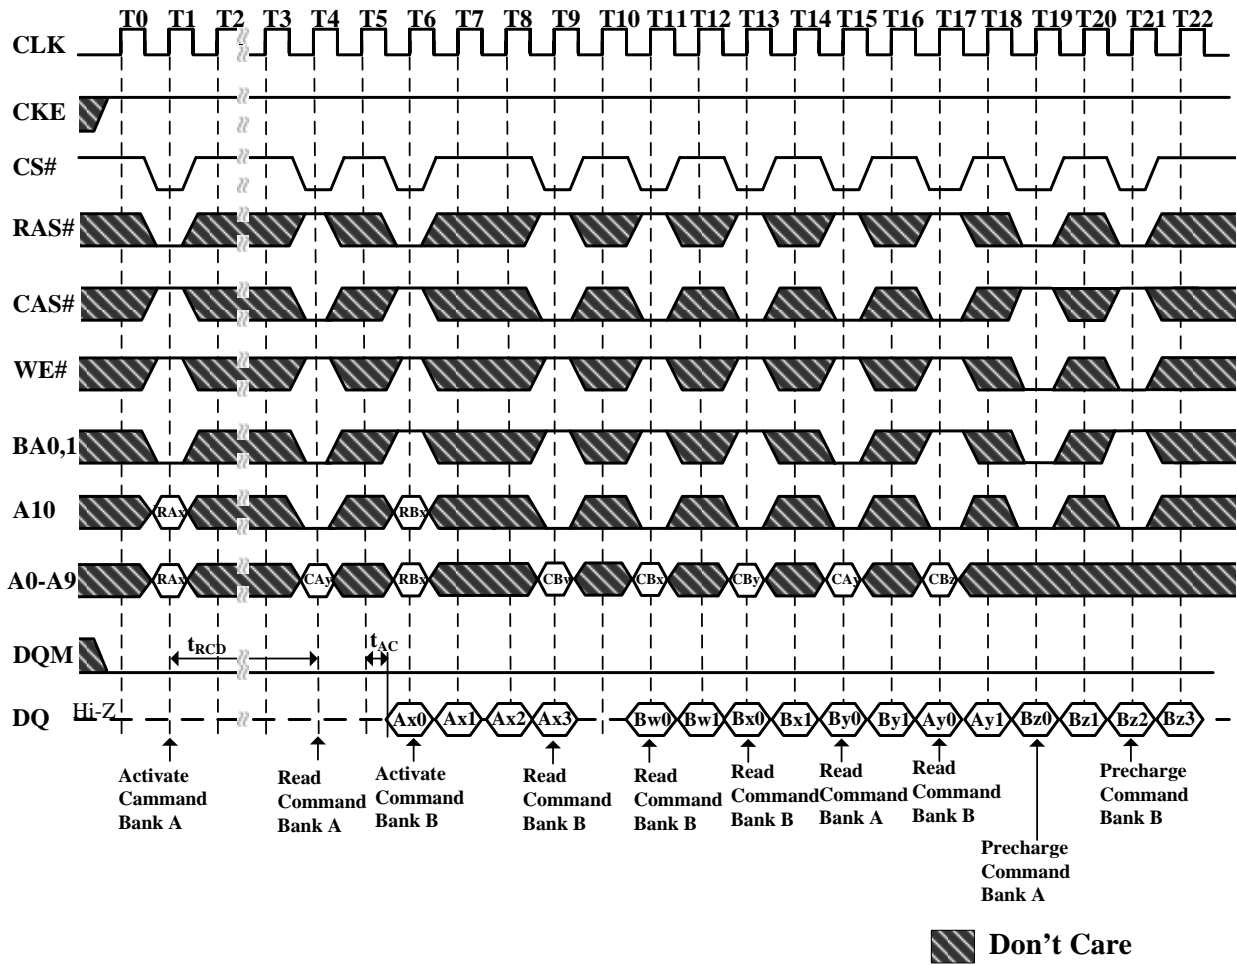 T0 T1 T2 T3 T4 T5 T6 T7 T8 T9 T10 T11 T12 T13 T14 T15 T16 T17 T18 T19 T20 T21 T22
CLK
CKE
CS#
RAS#
CAS#
WE#
BA0,1
A10 RAx RBx
A0-A9 RAx CAy RBx CBw CBx CBy CAy CBz
DQM tRCD tAC
DQ Hi-Z Ax0 Ax1 Ax2 Ax3 Bw0 Bw1 Bx0 Bx1 By0 By1 Ay0 Ay1 Bz0 Bz1 Bz2 Bz3
Activate
Cammand
Bank A
Read
Command
Bank A
Activate
Command
Bank B
Read
Command
Bank B
Read
Command
Bank B
Read
Command
Bank B
Read
Command
Bank A
Read
Command
Bank B
Precharge
Command
Bank A
Precharge
Command
Bank B
Don't Care